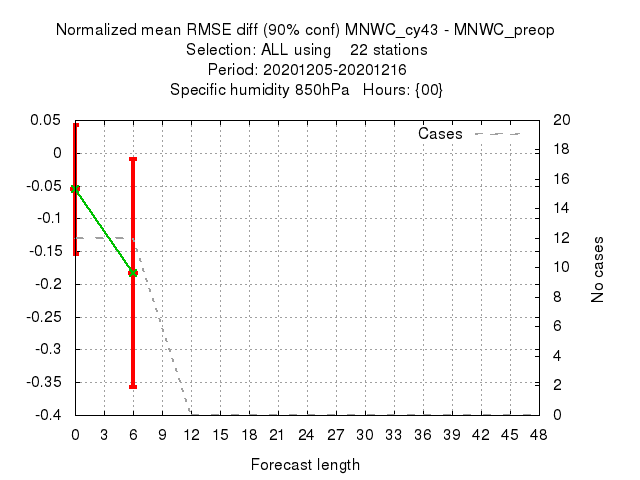 Normalized mean RMSE diff (90% conf) MNWC_cy43 - MNWC_preop
Selection: ALL using    22 stations
Period: 20201205-20201216
Specific humidity 850hPa   Hours: {00}
Cases
0.05
0
-0.05
-0.1
-0.15
-0.2
-0.25
-0.3
-0.35
-0.4
20
18
16
14
12
10
8
6
4
2
0
No cases
0 3 6 9 12 15 18 21 24 27 30 33 36 39 42 45 48
Forecast length